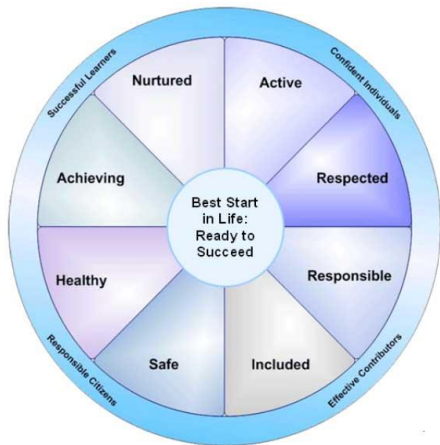 Successful Learners
Confident Individuals
Nurtured
Active
Achieving
Respected
Best Start
in Life:
Ready to
Succeed
Healthy
Responsible
Safe
Included
Responsible Citizens
Effective Contributors